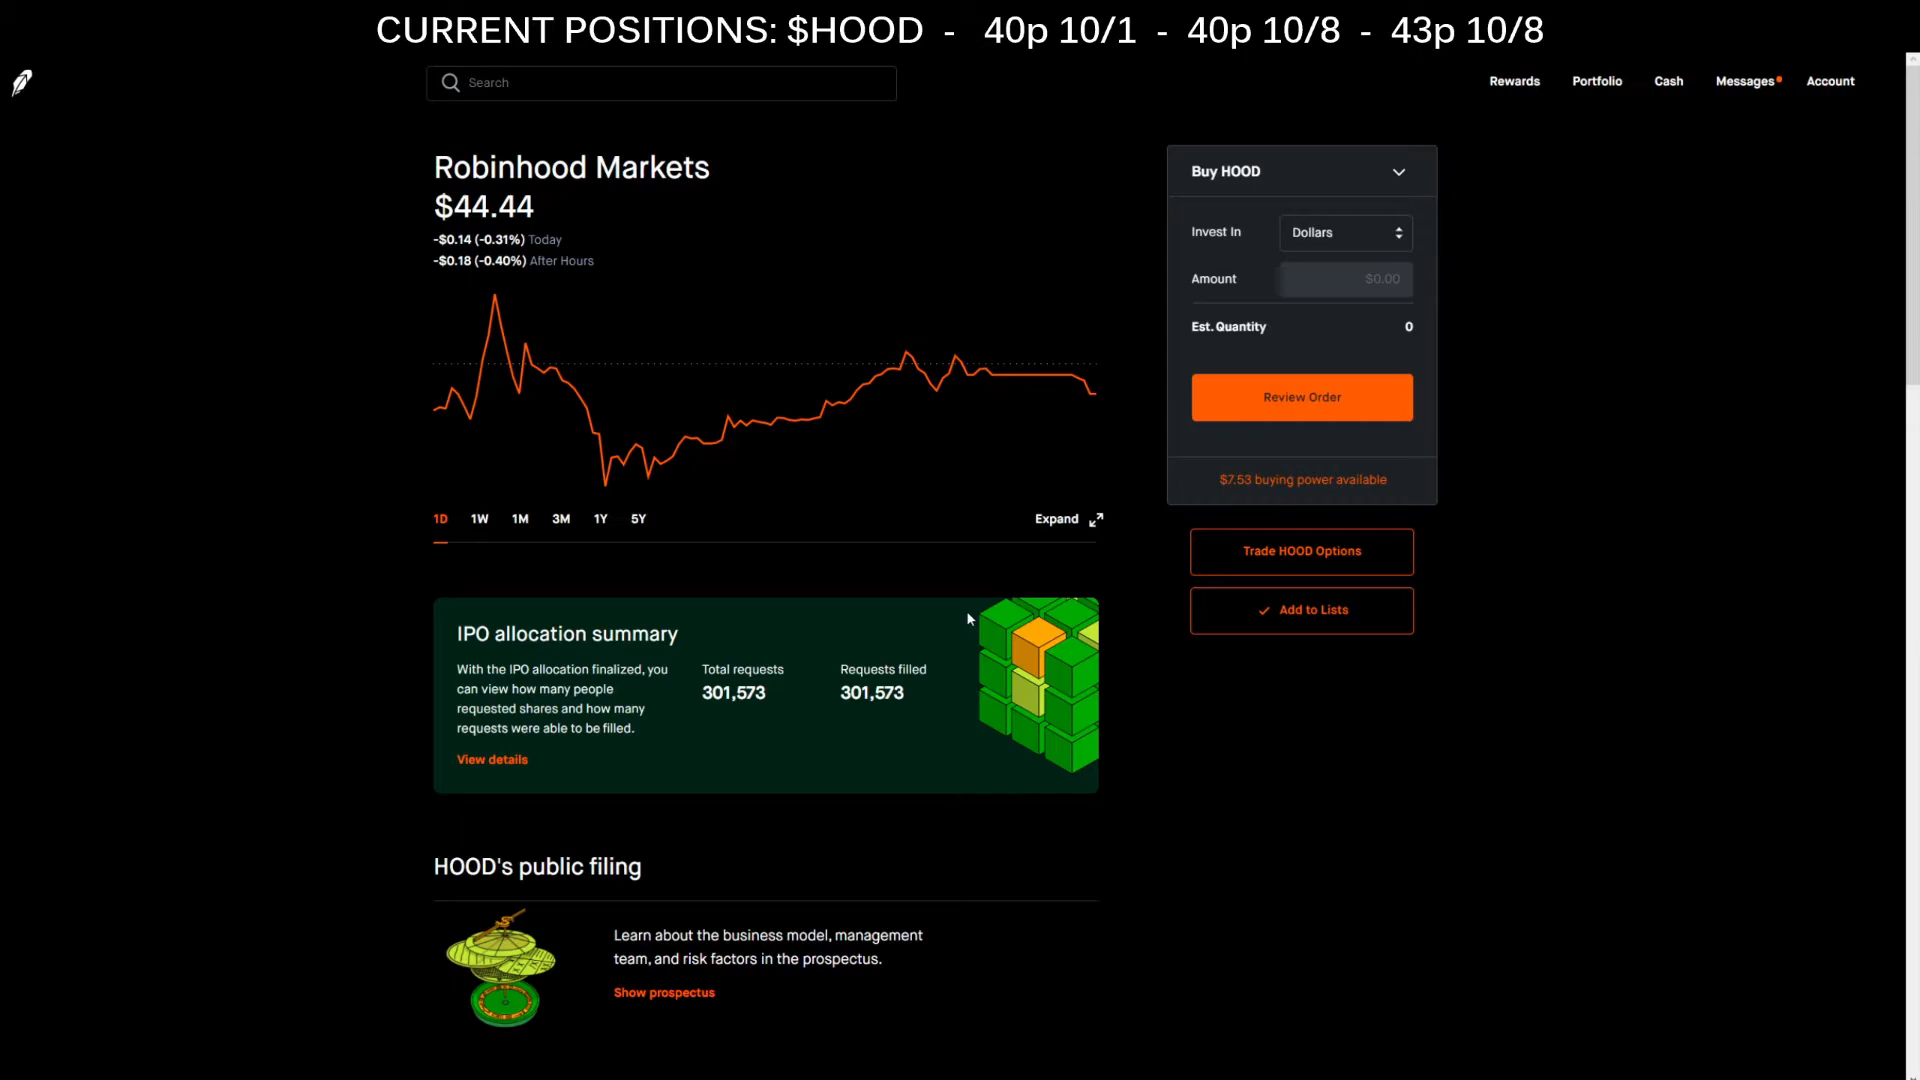 CURRENT POSITIONS: $HOOD - 40p 10/1 - 40p 10/8 - 43p 10/8
Search
Rewards
Portfolio
Cash
Messages
Account
Robinhood Markets
$44.44
-$0.14 (-0.31%) Today
-$0.18 (-0.40%) After Hours
1D 1W 1M 3M 1Y 5Y
Expand
Buy HOOD
Invest In Dollars
Amount $0.00
Est. Quantity 0
Review Order
$7.53 buying power available
Trade HOOD Options
Add to Lists
IPO allocation summary
With the IPO allocation finalized, you
can view how many people
requested shares and how many
requests were able to be filled.
View details
Total requests
301,573
Requests filled
301,573
HOOD's public filing
Learn about the business model, management
team, and risk factors in the prospectus.
Show prospectus